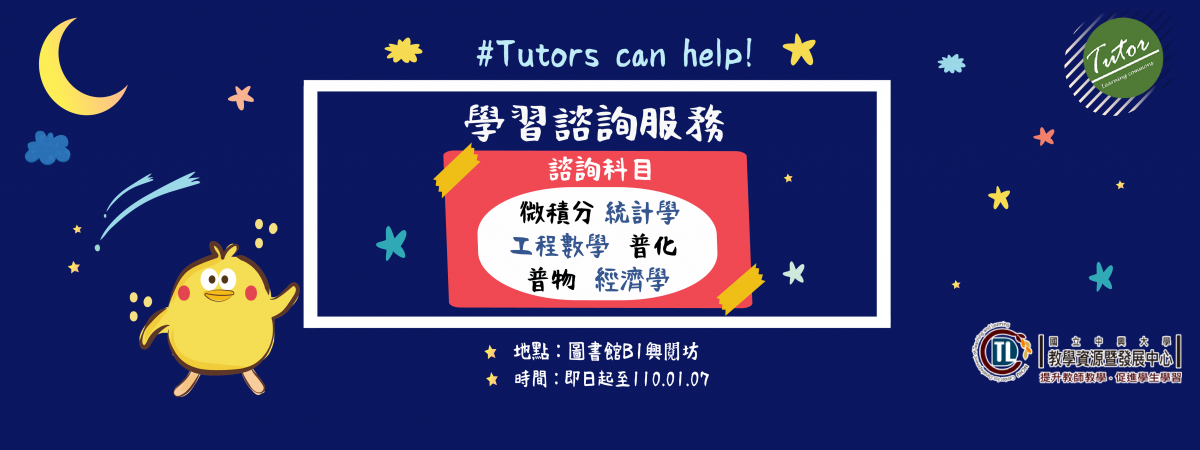 #Tutors can help!
Tutor
Learning commons
學習諮詢服務
諮詢科目
微積分 統計學
工程數學 普化
普物 經濟學
地點：圖書館B1興閱坊
時間：即日起至110.01.07
CTL
國立中興大學
教學資源暨發展中心
提升教師教學·促進學生學習